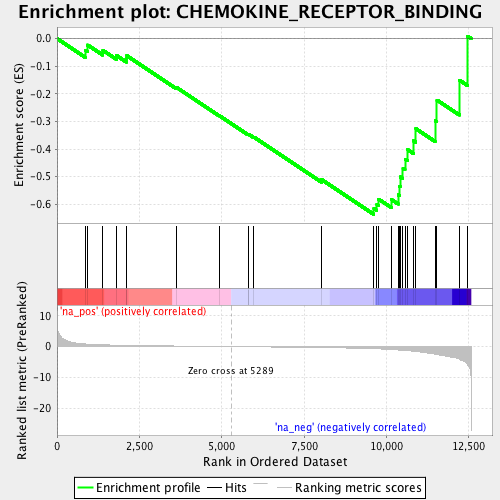 Enrichment plot: CHEMOKINE_RECEPTOR_BINDING
Enrichment score (ES)
0.0
-0.1
-0.2
-0.3
-0.4
-0.5
-0.6
'na_pos' (positively correlated)
Ranked list metric (PreRanked)
10
5
0
-5
-10
-20
Zero cross at 5289
'na_neg' (negatively correlated)
0
2,500
5,000
7,500
10,000
12,500
Rank in Ordered Dataset
Enrichment profile
Hits
Ranking metric scores